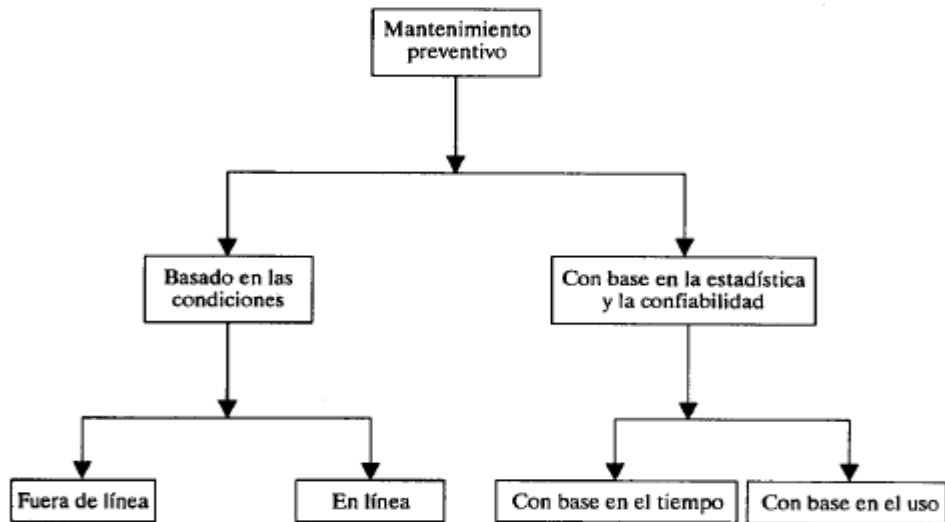 Mantenimiento
preventivo
Basado en las
condiciones
Con base en la estadística
y la confiabilidad
Fuera de línea
En línea
Con base en el tiempo
Con base en el uso